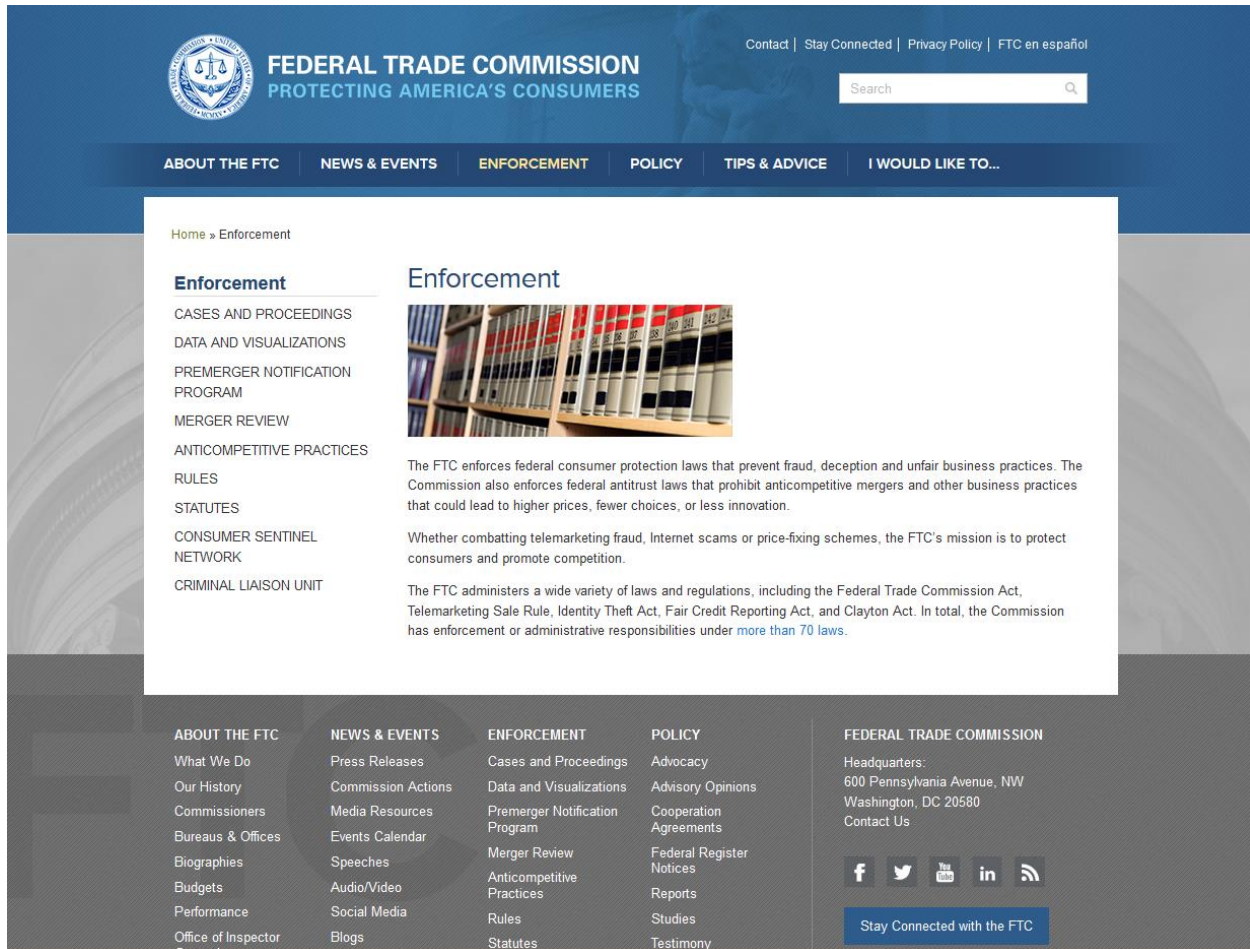 Contact | Stay Connected | Privacy Policy | FTC en español
FEDERAL TRADE COMMISSION
PROTECTING AMERICA'S CONSUMERS
Search
ABOUT THE FTC
NEWS & EVENTS
ENFORCEMENT
POLICY
TIPS & ADVICE
I WOULD LIKE TO...
Home » Enforcement
Enforcement
CASES AND PROCEEDINGS
DATA AND VISUALIZATIONS
PREMERGER NOTIFICATION
PROGRAM
MERGER REVIEW
ANTICOMPETITIVE PRACTICES
RULES
STATUTES
CONSUMER SENTINEL
NETWORK
CRIMINAL LIAISON UNIT
Enforcement
The FTC enforces federal consumer protection laws that prevent fraud, deception and unfair business practices. The
Commission also enforces federal antitrust laws that prohibit anticompetitive mergers and other business practices
that could lead to higher prices, fewer choices, or less innovation.
Whether combatting telemarketing fraud, Internet scams or price-fixing schemes, the FTC's mission is to protect
consumers and promote competition.
The FTC administers a wide variety of laws and regulations, including the Federal Trade Commission Act,
Telemarketing Sale Rule, Identity Theft Act, Fair Credit Reporting Act, and Clayton Act. In total, the Commission
has enforcement or administrative responsibilities under more than 70 laws.
FTC
ABOUT THE FTC
What We Do
Our History
Commissioners
Bureaus & Offices
Biographies
Budgets
Performance
Office of Inspector
NEWS & EVENTS
Press Releases
Commission Actions
Media Resources
Events Calendar
Speeches
Audio/Video
Social Media
Blogs
ENFORCEMENT
Cases and Proceedings
Data and Visualizations
Premerger Notification
Program
Merger Review
Anticompetitive
Practices
Rules
Statutes
POLICY
Advocacy
Advisory Opinions
Cooperation
Agreements
Federal Register
Notices
Reports
Studies
Testimony
FEDERAL TRADE COMMISSION
Headquarters:
600 Pennsylvania Avenue, NW
Washington, DC 20580
Contact Us
You
Tube
in
Stay Connected with the FTC